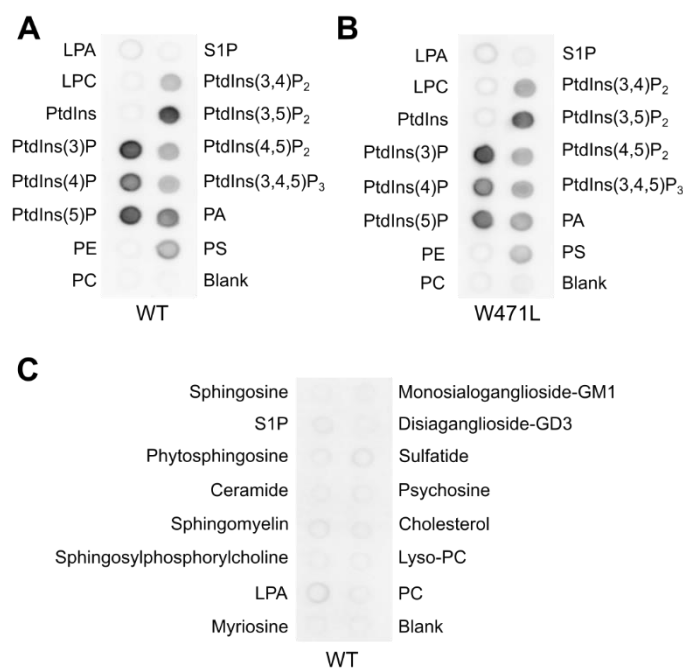 A
LPA S1P
LPC PtdIns(3,4)P₂
PtdIns PtdIns(3,5)P₂
PtdIns(3)P PtdIns(4,5)P₂
PtdIns(4)P PtdIns(3,4,5)P₃
PtdIns(5)P PA
PE PS
PC Blank
WT
B
LPA S1P
LPC PtdIns(3,4)P₂
PtdIns PtdIns(3,5)P₂
PtdIns(3)P PtdIns(4,5)P₂
PtdIns(4)P PtdIns(3,4,5)P₃
PtdIns(5)P PA
PE PS
PC Blank
W471L
C
Sphingosine Monosialoganglioside-GM1
S1P Disiaganglioside-GD3
Phytosphingosine Sulfatide
Ceramide Psychosine
Sphingomyelin Cholesterol
Sphingosylphosphorylcholine Lyso-PC
LPA PC
Myriosine Blank
WT